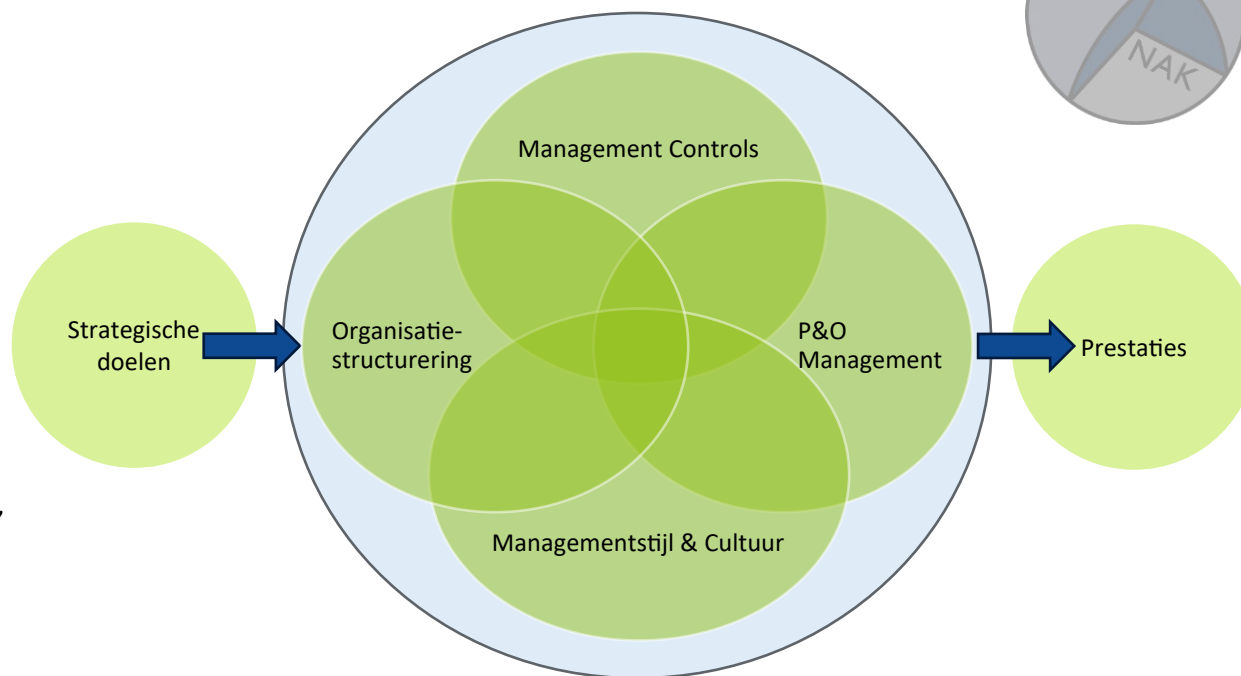 NAK
Management Controls
Strategische
doelen
Organisatie-
structurering
P&O
Management
Prestaties
,
Managementstijl & Cultuur